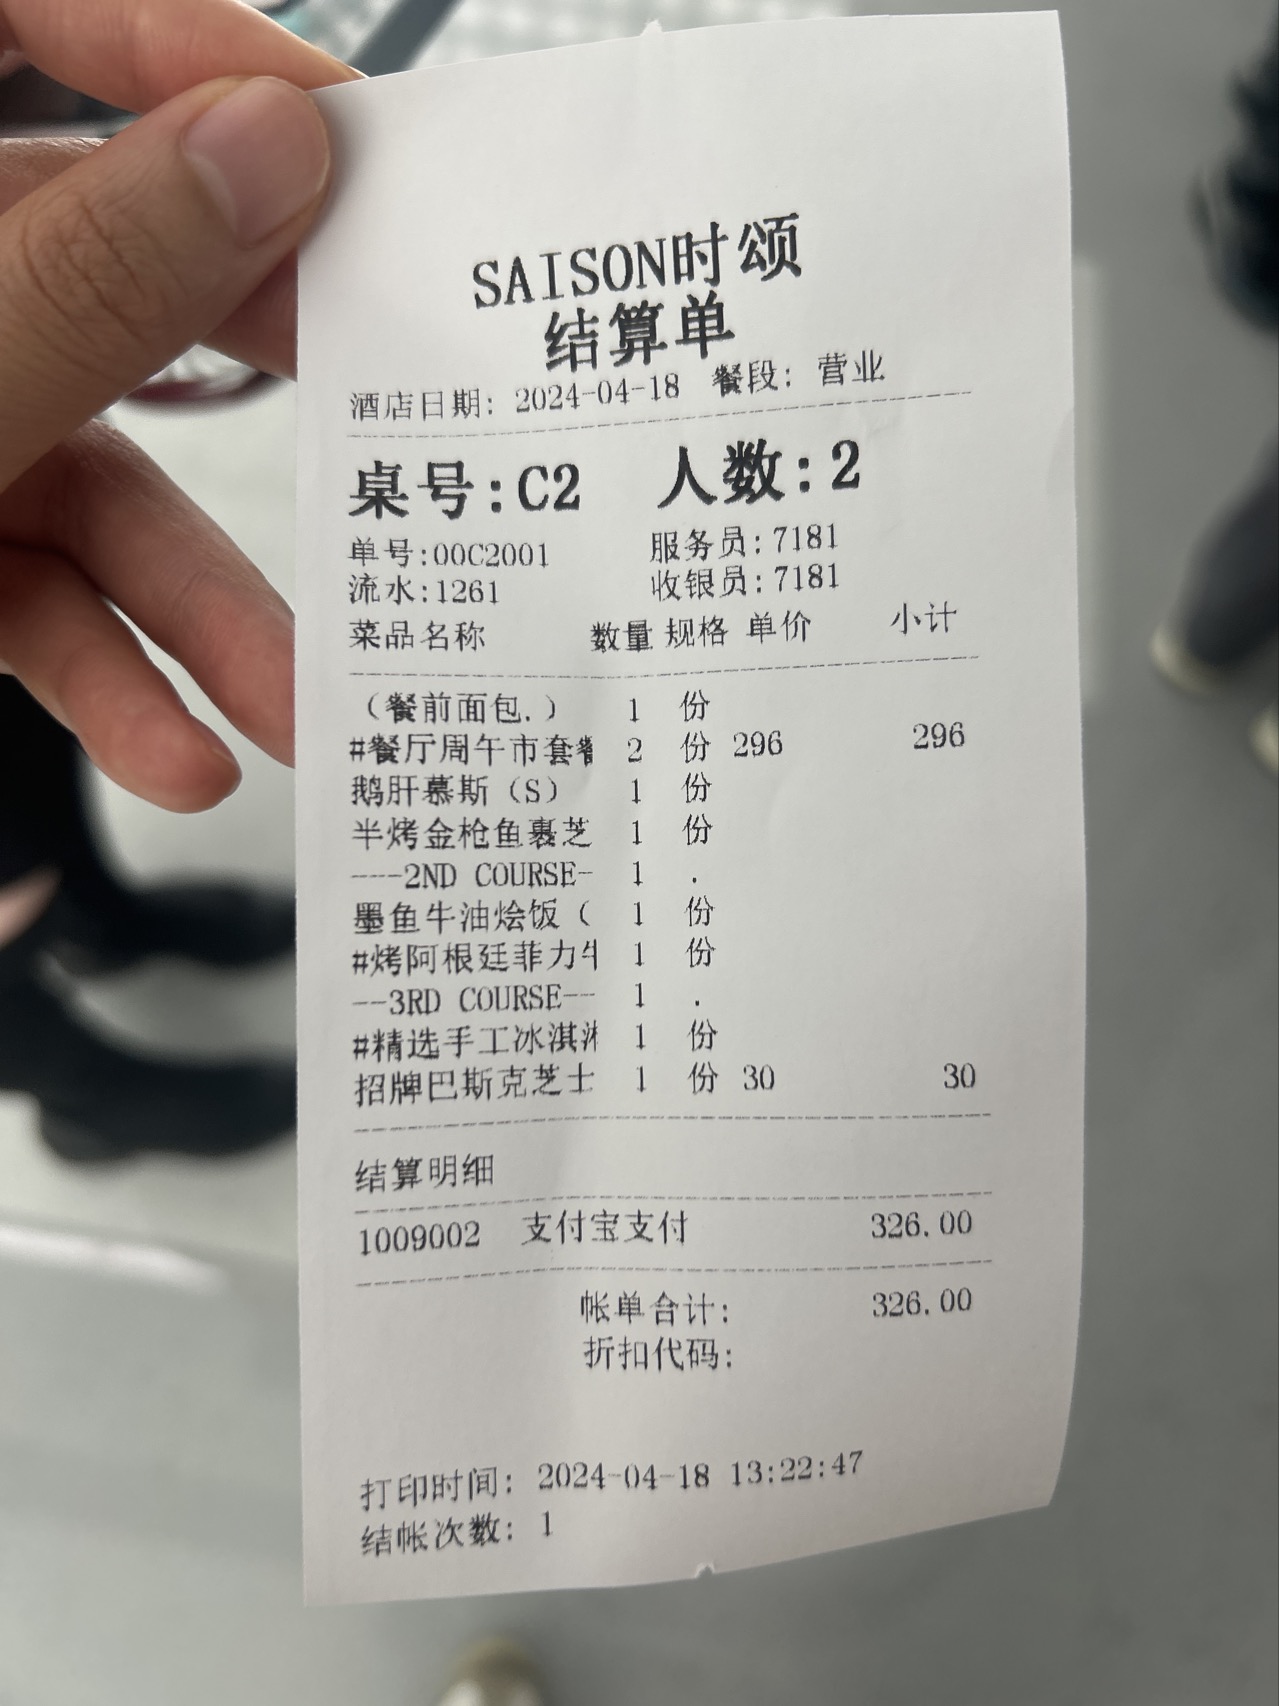 SAISON时颂
结算单
酒店日期: 2024-04-18 餐段: 营业
桌号:C2 人数:2
单号:00C2001 服务员:7181
流水:1261 收银员:7181
菜品名称 数量 规格 单价 小计
（餐前面包.） 1 份
#餐厅周午市套餐 2 份 296 296
鹅肝慕斯（S） 1 份
半烤金枪鱼裹芝 1 份
----2ND COURSE- 1 .
墨鱼牛油烩饭（ 1 份
#烤阿根廷菲力牛 1 份
--3RD COURSE-- 1 .
#精选手工冰淇淋 1 份
招牌巴斯克芝士 1 份 30 30
结算明细
1009002 支付宝支付 326.00
帐单合计: 326.00
折扣代码:
打印时间: 2024-04-18 13:22:47
结帐次数: 1